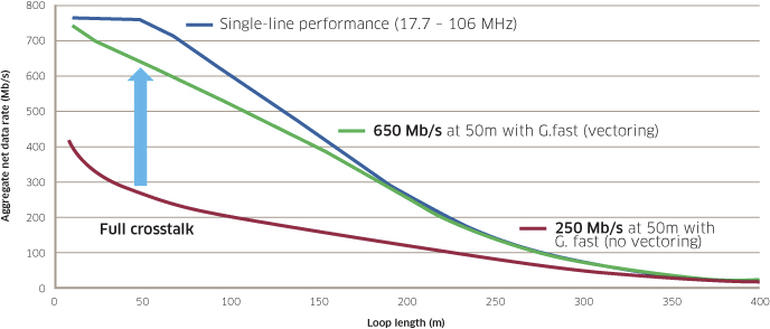 800
700
600
500
400
300
200
100
0
Aggregate net data rate (Mb/s)
Single-line performance (17.7 – 106 MHz)
650 Mb/s at 50m with G.fast (vectoring)
Full crosstalk
250 Mb/s at 50m with
G. fast (no vectoring)
0 50 100 150 200 250 300 350 400
Loop length (m)